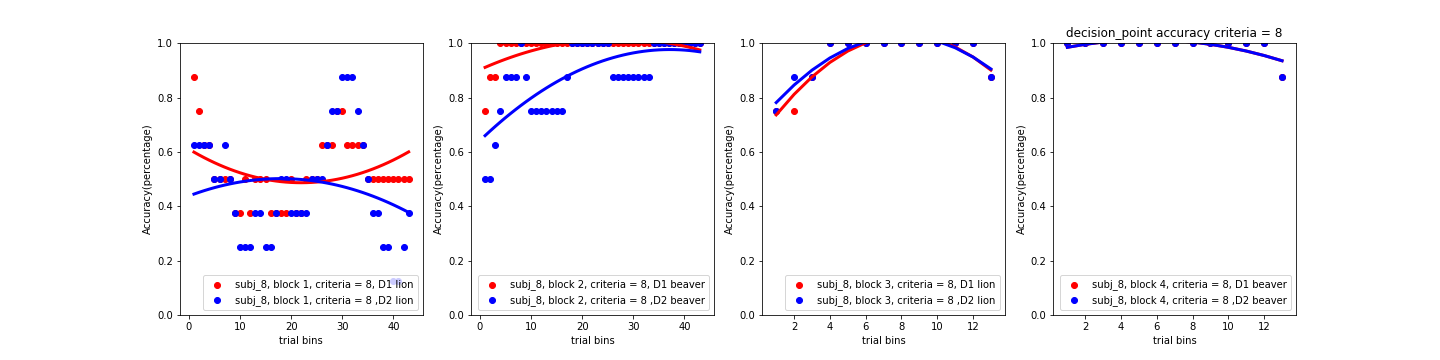 decision_point accuracy criteria = 8
Accuracy(percentage)
1.0
0.8
0.6
0.4
0.2
0.0
0 10 20 30 40
trial bins
subj_8, block 1, criteria = 8, D1 lion
subj_8, block 1, criteria = 8 ,D2 lion
Accuracy(percentage)
1.0
0.8
0.6
0.4
0.2
0.0
0 10 20 30 40
trial bins
subj_8, block 2, criteria = 8, D1 beaver
subj_8, block 2, criteria = 8 ,D2 beaver
Accuracy(percentage)
1.0
0.8
0.6
0.4
0.2
0.0
2 4 6 8 10 12
trial bins
subj_8, block 3, criteria = 8, D1 lion
subj_8, block 3, criteria = 8 ,D2 lion
Accuracy(percentage)
1.0
0.8
0.6
0.4
0.2
0.0
2 4 6 8 10 12
trial bins
subj_8, block 4, criteria = 8, D1 beaver
subj_8, block 4, criteria = 8 ,D2 beaver